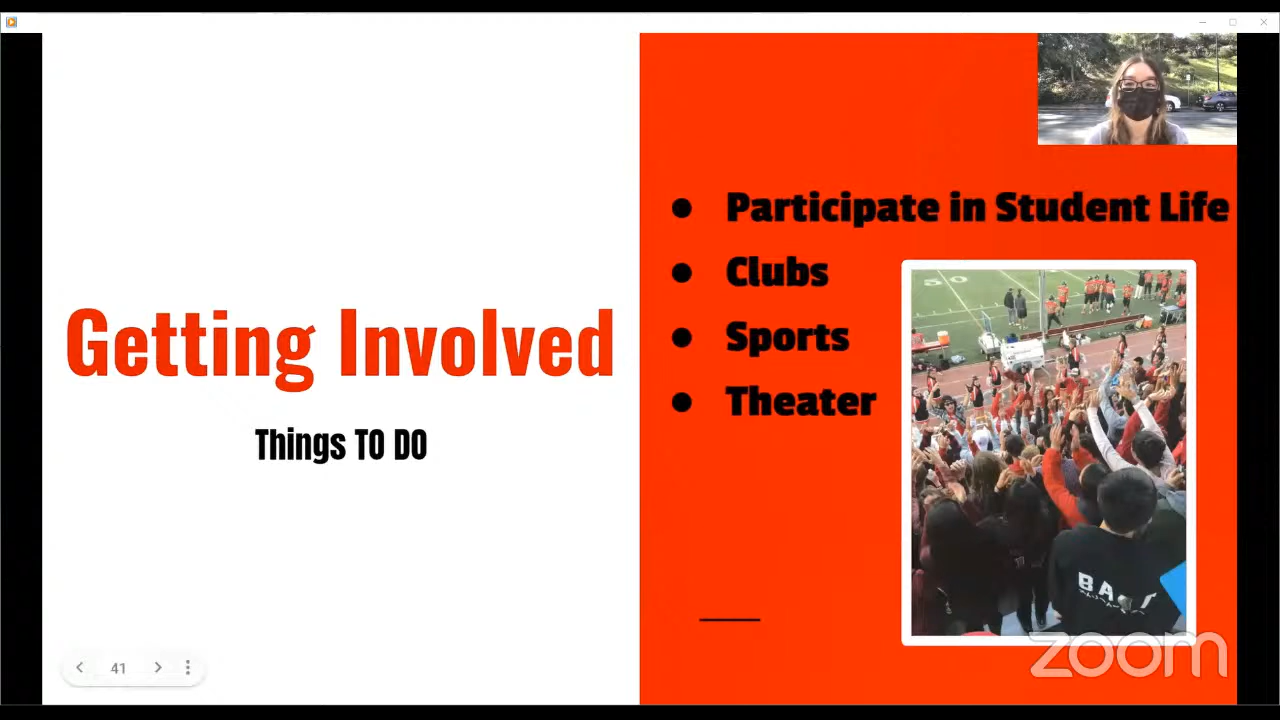 Getting Involved
Things TO DO
41
● Participate in Student Life
● Clubs
● Sports
● Theater
50
zoom